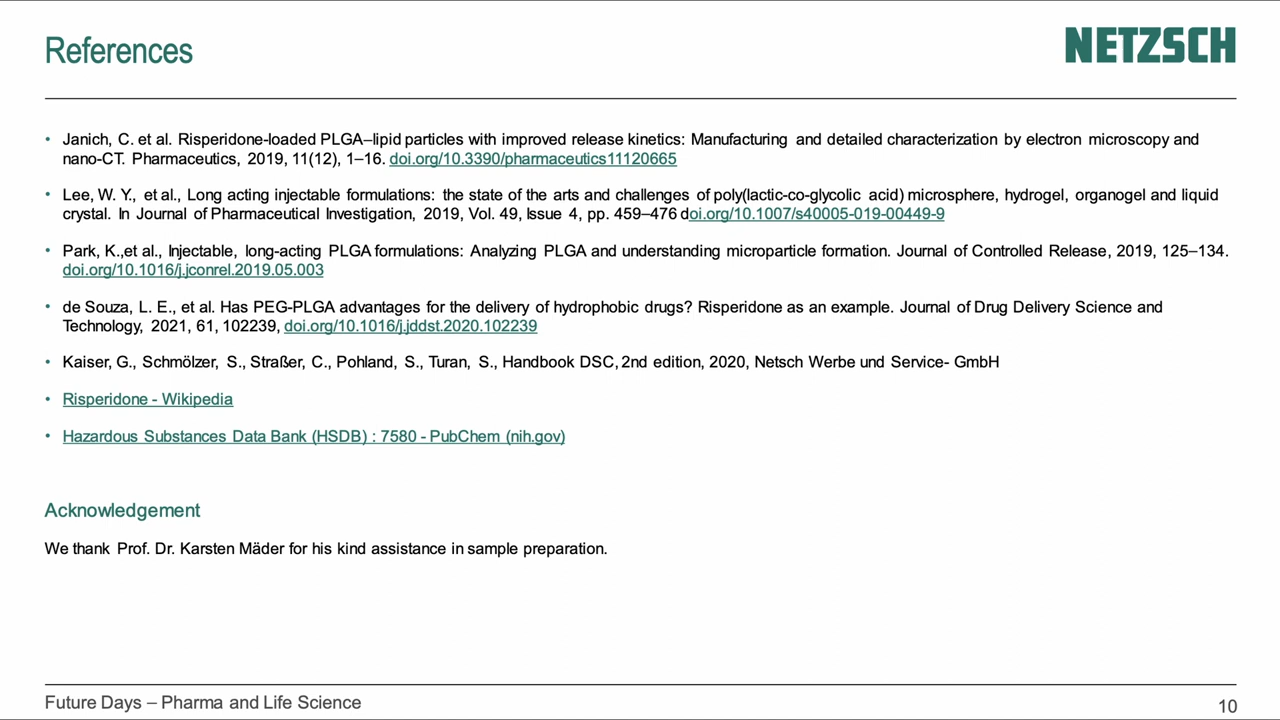 References
NETZSCH
• Janich, C. et al. Risperidone-loaded PLGA–lipid particles with improved release kinetics: Manufacturing and detailed characterization by electron microscopy and
nano-CT. Pharmaceutics, 2019, 11(12), 1–16. doi.org/10.3390/pharmaceutics11120665
• Lee, W. Y., et al., Long acting injectable formulations: the state of the arts and challenges of poly(lactic-co-glycolic acid) microsphere, hydrogel, organogel and liquid
crystal. In Journal of Pharmaceutical Investigation, 2019, Vol. 49, Issue 4, pp. 459–476 doi.org/10.1007/s40005-019-00449-9
• Park, K.,et al., Injectable, long-acting PLGA formulations: Analyzing PLGA and understanding microparticle formation. Journal of Controlled Release, 2019, 125–134.
doi.org/10.1016/j.jconrel.2019.05.003
• de Souza, L. E., et al. Has PEG-PLGA advantages for the delivery of hydrophobic drugs? Risperidone as an example. Journal of Drug Delivery Science and
Technology, 2021, 61, 102239, doi.org/10.1016/j.jddst.2020.102239
• Kaiser, G., Schmölzer, S., Straßer, C., Pohland, S., Turan, S., Handbook DSC, 2nd edition, 2020, Netsch Werbe und Service- GmbH
• Risperidone - Wikipedia
• Hazardous Substances Data Bank (HSDB) : 7580 - PubChem (nih.gov)
Acknowledgement
We thank Prof. Dr. Karsten Mäder for his kind assistance in sample preparation.
Future Days – Pharma and Life Science
10